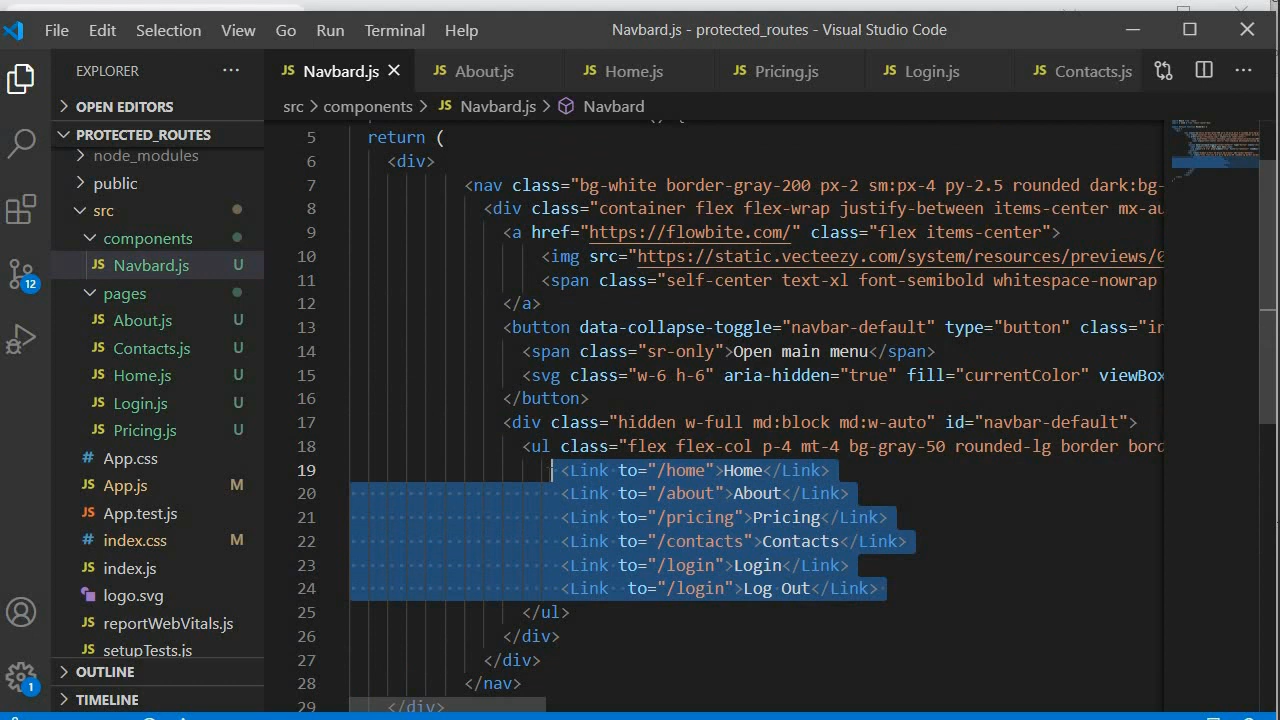 File Edit Selection View Go Run Terminal Help Navbard.js - protected_routes - Visual Studio Code
EXPLORER
OPEN EDITORS
PROTECTED_ROUTES
node_modules
public
src
components
Navbard.js U
pages
About.js U
Contacts.js U
Home.js U
Login.js U
Pricing.js U
App.css
App.js M
App.test.js
index.css M
index.js
logo.svg
reportWebVitals.js
setupTests.js
OUTLINE
TIMELINE
12
1
JS Navbard.js JS About.js JS Home.js JS Pricing.js JS Login.js JS Contacts.js
src > components > JS Navbard.js > Navbard
5 return (
6 <div>
7 <nav class="bg-white border-gray-200 px-2 sm:px-4 py-2.5 rounded dark:bg-
8 <div class="container flex flex-wrap justify-between items-center mx-au
9 <a href="https://flowbite.com/" class="flex items-center">
10 <img src="https://static.vecteezy.com/system/resources/previews/0
11 <span class="self-center text-xl font-semibold whitespace-nowrap
12 </a>
13 <button data-collapse-toggle="navbar-default" type="button" class="in
14 <span class="sr-only">Open main menu</span>
15 <svg class="w-6 h-6" aria-hidden="true" fill="currentColor" viewBox
16 </button>
17 <div class="hidden w-full md:block md:w-auto" id="navbar-default">
18 <ul class="flex flex-col p-4 mt-4 bg-gray-50 rounded-lg border bord
19 <Link to="/home">Home</Link>
20 <Link to="/about">About</Link>
21 <Link to="/pricing">Pricing</Link>
22 <Link to="/contacts">Contacts</Link>
23 <Link to="/login">Login</Link>
24 <Link  to="/login">Log Out</Link>
25 </ul>
26 </div>
27 </div>
28 </nav>
29 </div>